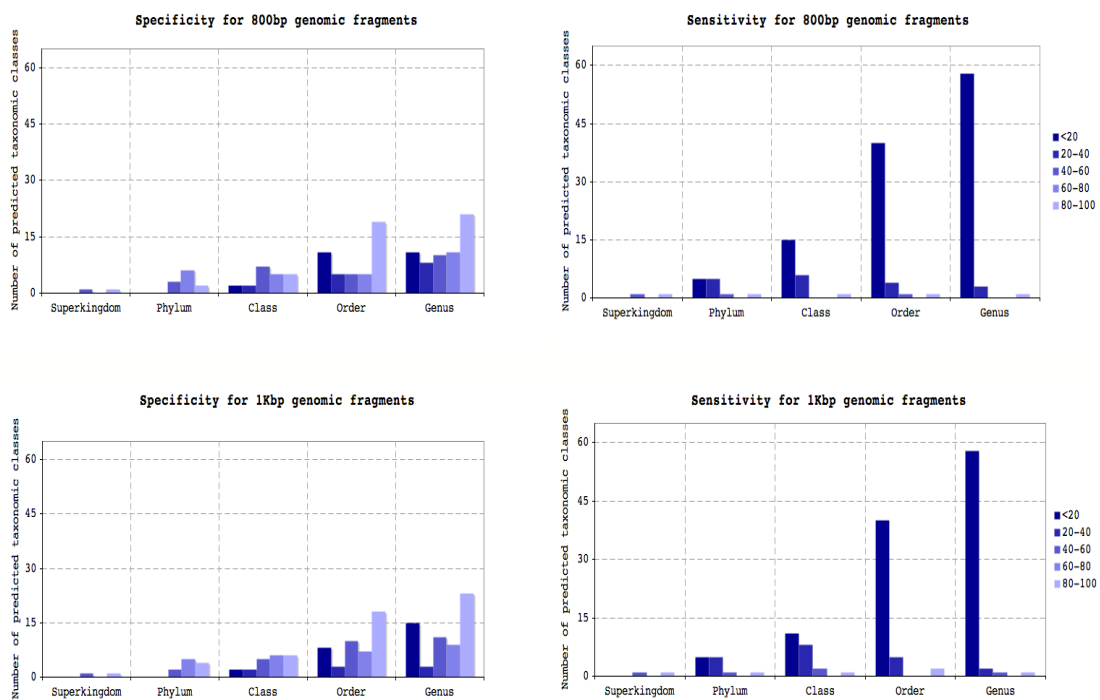 Specificity for 800bp genomic fragments
Number of predicted taxonomic classes
60
45
30
15
0
Superkingdom Phylum Class Order Genus
Sensitivity for 800bp genomic fragments
Number of predicted taxonomic classes
60
45
30
15
0
Superkingdom Phylum Class Order Genus
<20
20-40
40-60
60-80
80-100
Specificity for 1Kbp genomic fragments
Number of predicted taxonomic classes
60
45
30
15
0
Superkingdom Phylum Class Order Genus
Sensitivity for 1Kbp genomic fragments
Number of predicted taxonomic classes
60
45
30
15
0
Superkingdom Phylum Class Order Genus
<20
20-40
40-60
60-80
80-100